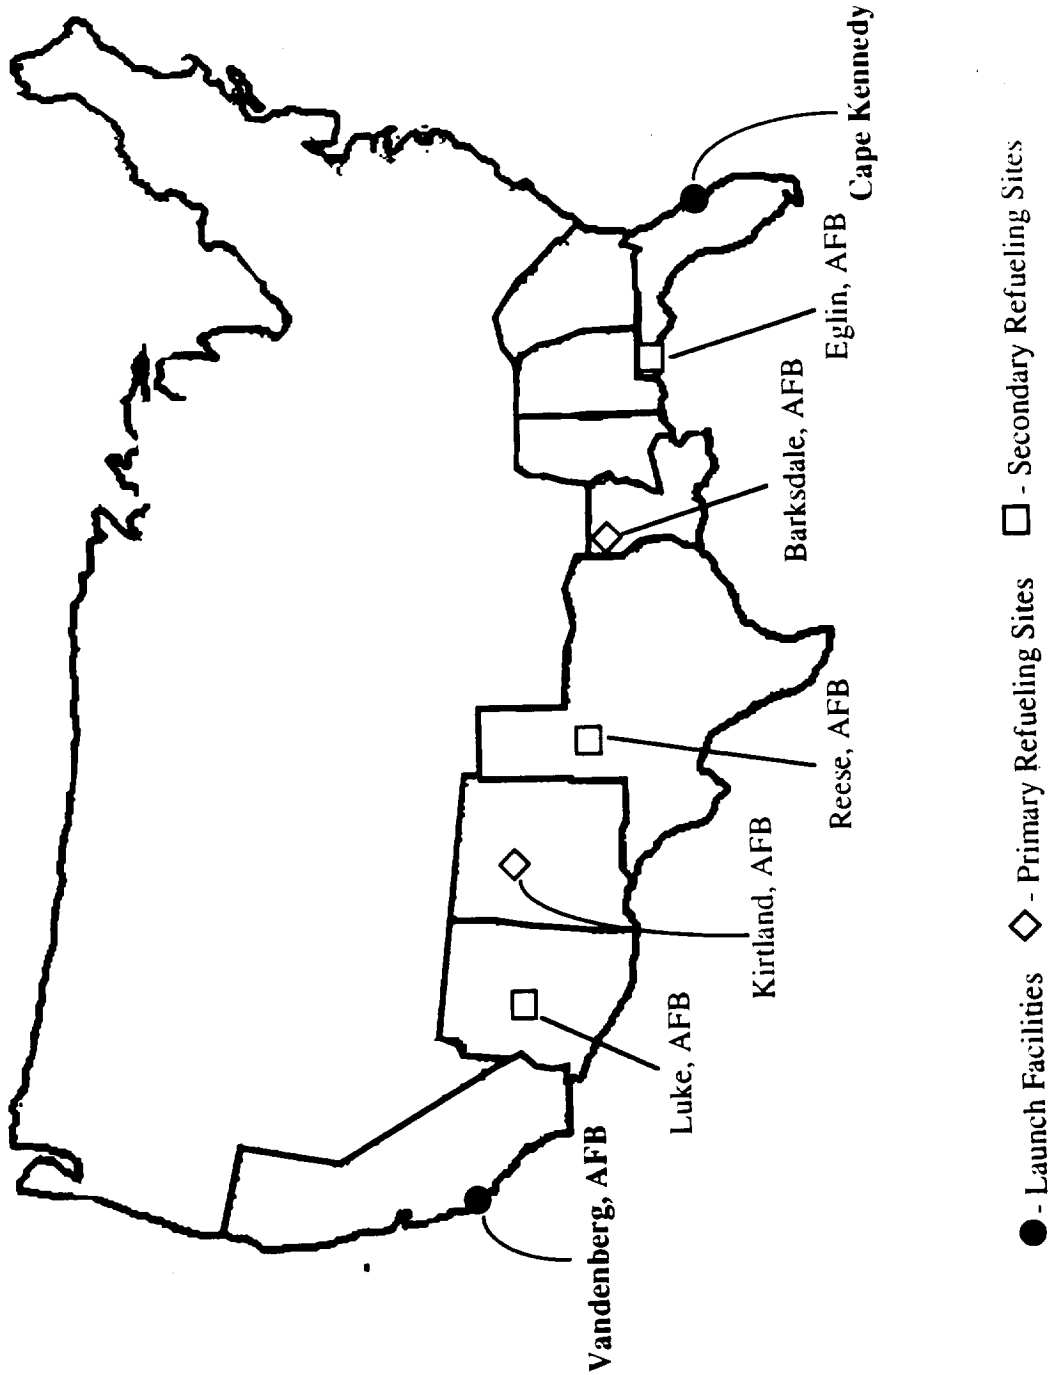 Vandenberg, AFB
Luke, AFB
Kirtland, AFB
Reese, AFB
Barksdale, AFB
Eglin, AFB
Cape Kennedy
- Launch Facilities
- Primary Refueling Sites
- Secondary Refueling Sites